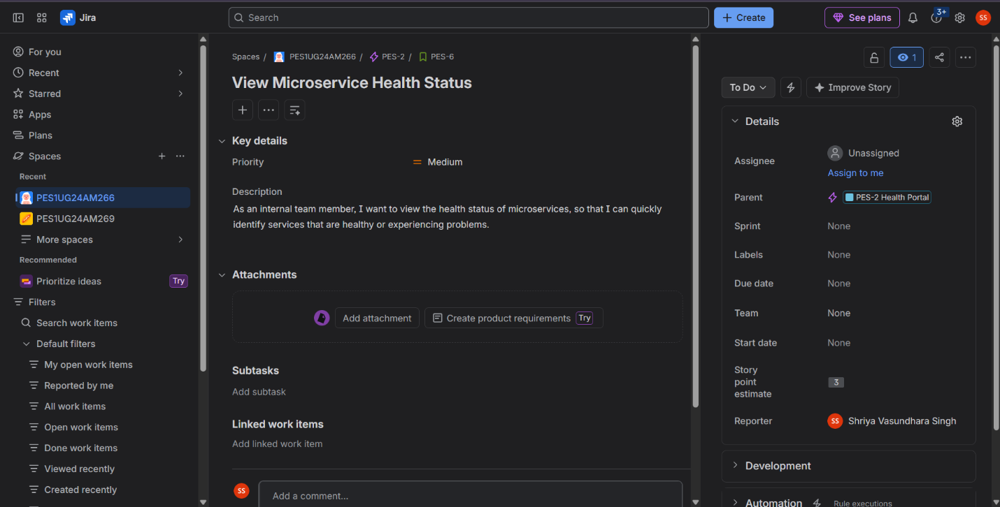 Jira
Search
+ Create
See plans
3+
SS
For you
Recent
Starred
Apps
Plans
Spaces
Recent
PES1UG24AM266
PES1UG24AM269
More spaces
Recommended
Prioritize ideas Try
Filters
Search work items
Default filters
My open work items
Reported by me
All work items
Open work items
Done work items
Viewed recently
Created recently
Spaces / PES1UG24AM266 / PES-2 / PES-6
View Microservice Health Status
Key details
Priority Medium
Description
As an internal team member, I want to view the health status of microservices, so that I can quickly
identify services that are healthy or experiencing problems.
Attachments
Add attachment Create product requirements Try
Subtasks
Add subtask
Linked work items
Add linked work item
SS Add a comment...
1
To Do Improve Story
Details
Assignee Unassigned
Assign to me
Parent PES-2 Health Portal
Sprint None
Labels None
Due date None
Team None
Start date None
Story
point
estimate
3
Reporter SS Shriya Vasundhara Singh
Development
Automation Rule executions